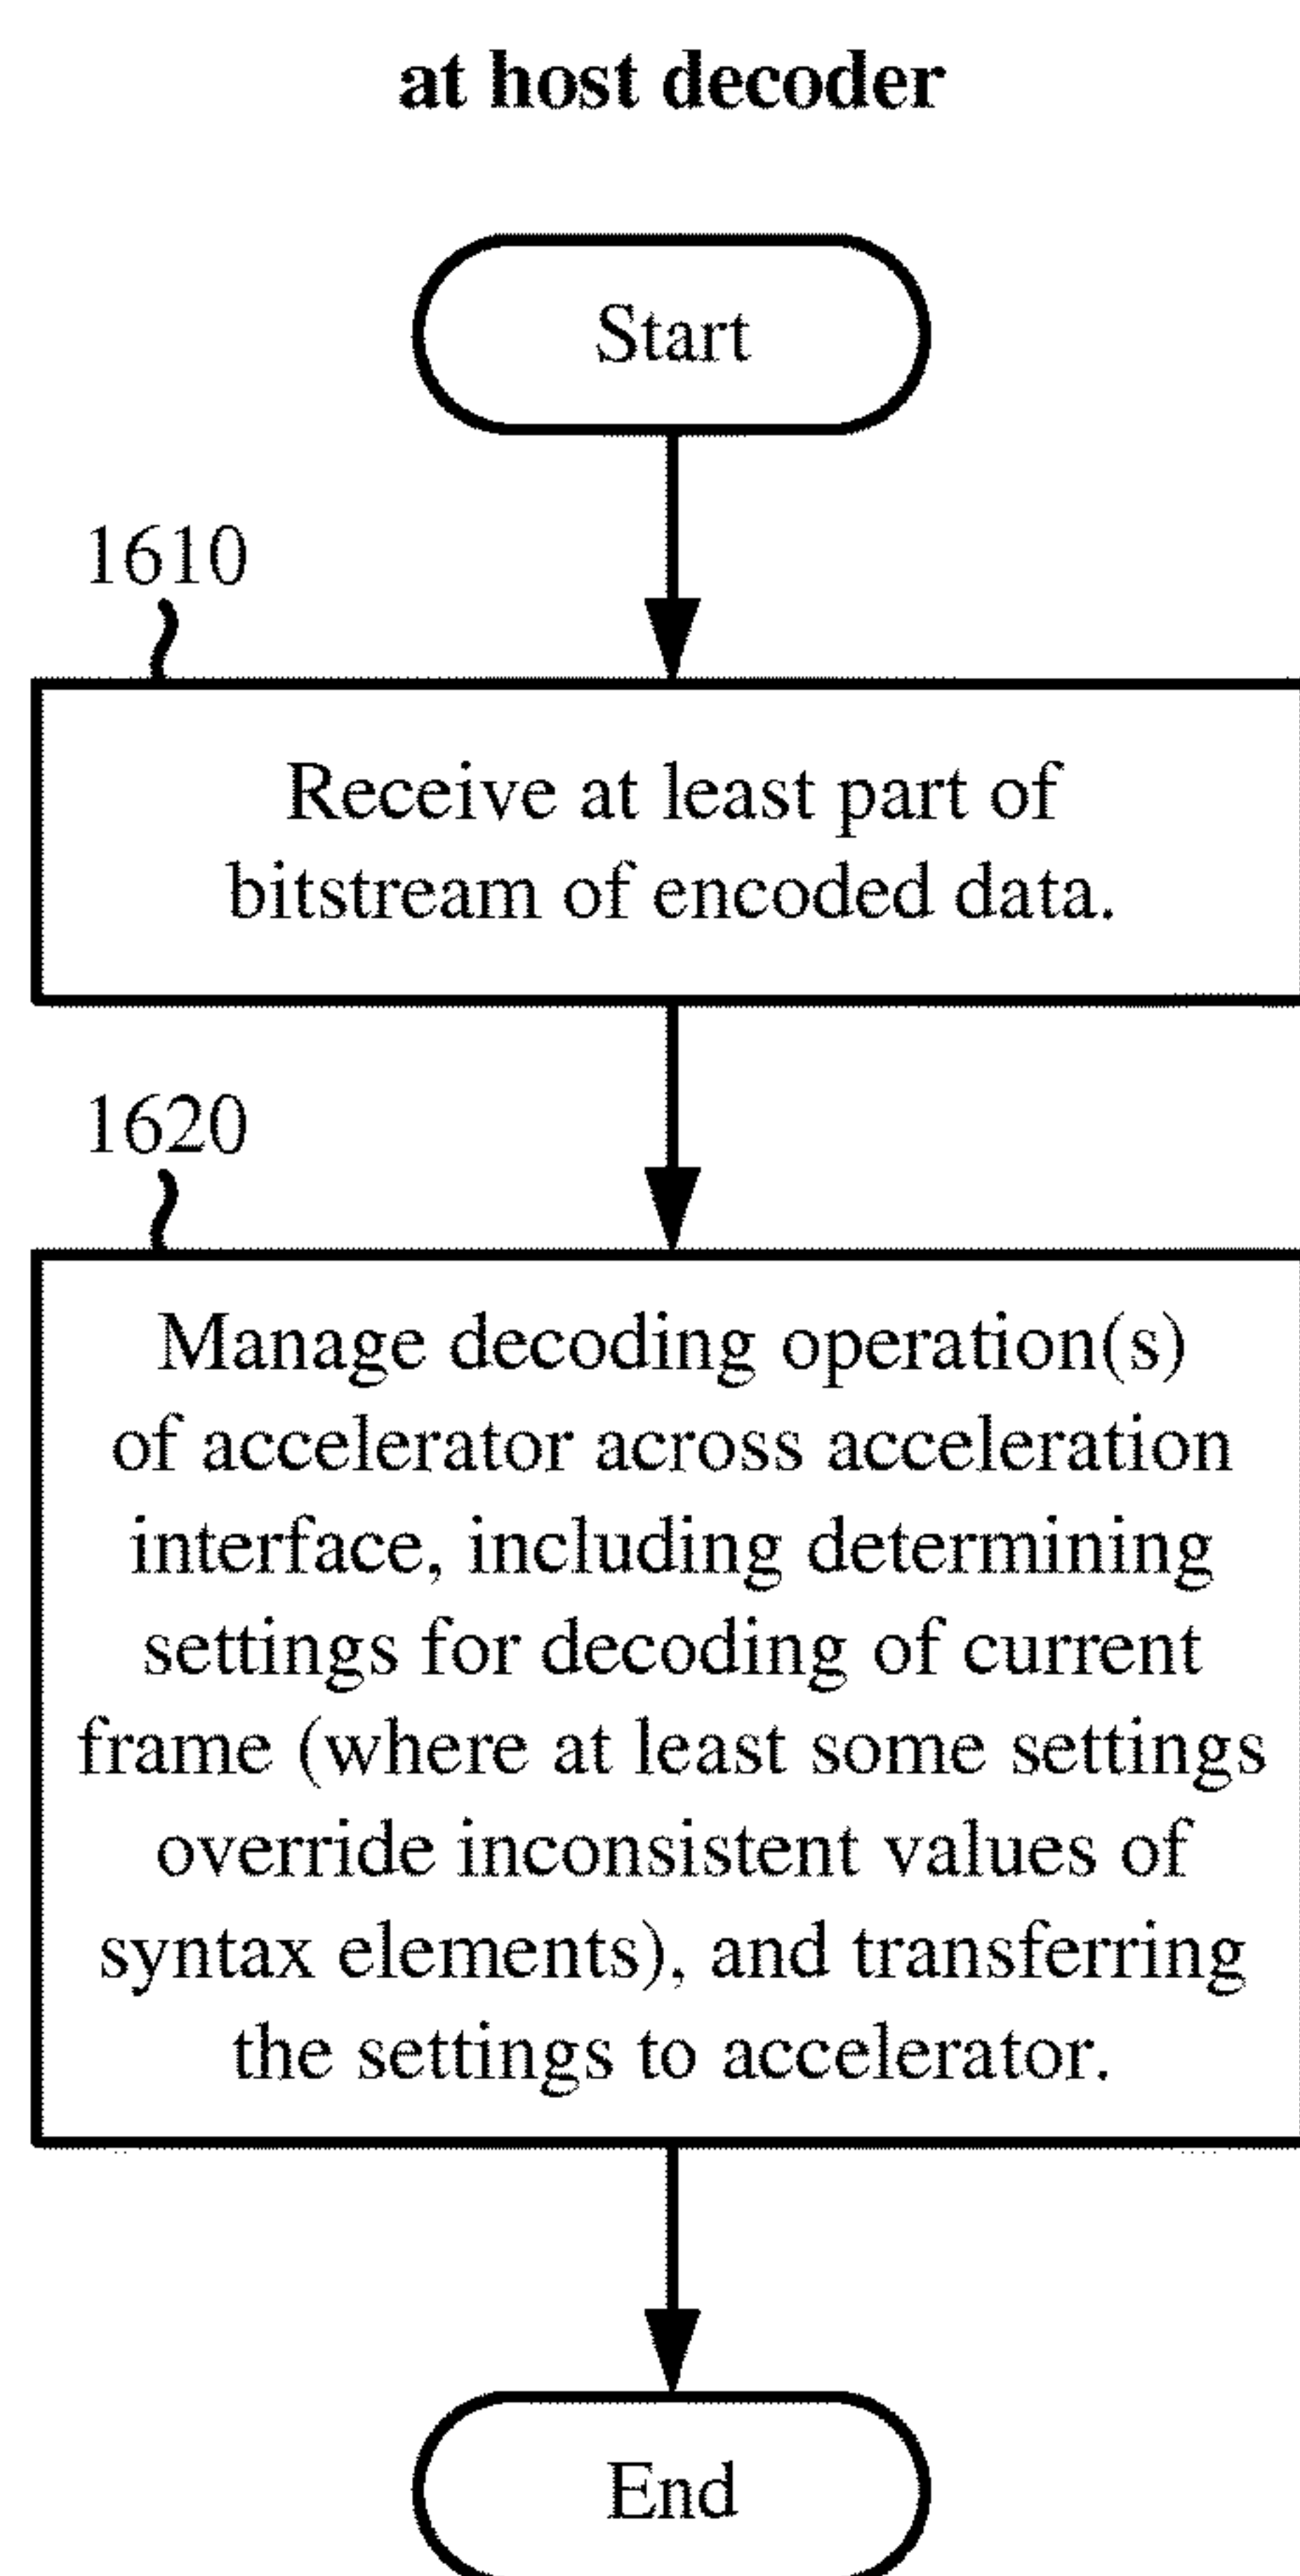 at host decoder
Start
1610
Receive at least part of
bitstream of encoded data.
1620
Manage decoding operation(s)
of accelerator across acceleration
interface, including determining
settings for decoding of current
frame (where at least some settings
override inconsistent values of
syntax elements), and transferring
the settings to accelerator.
End